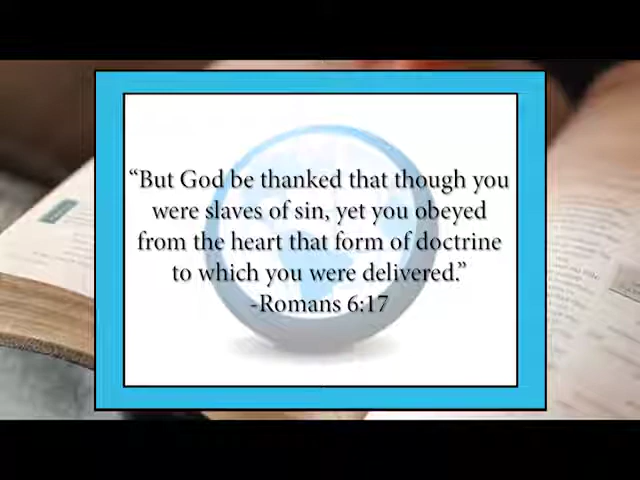 “But God be thanked that though you
were slaves of sin, yet you obeyed
from the heart that form of doctrine
to which you were delivered.”
-Romans 6:17